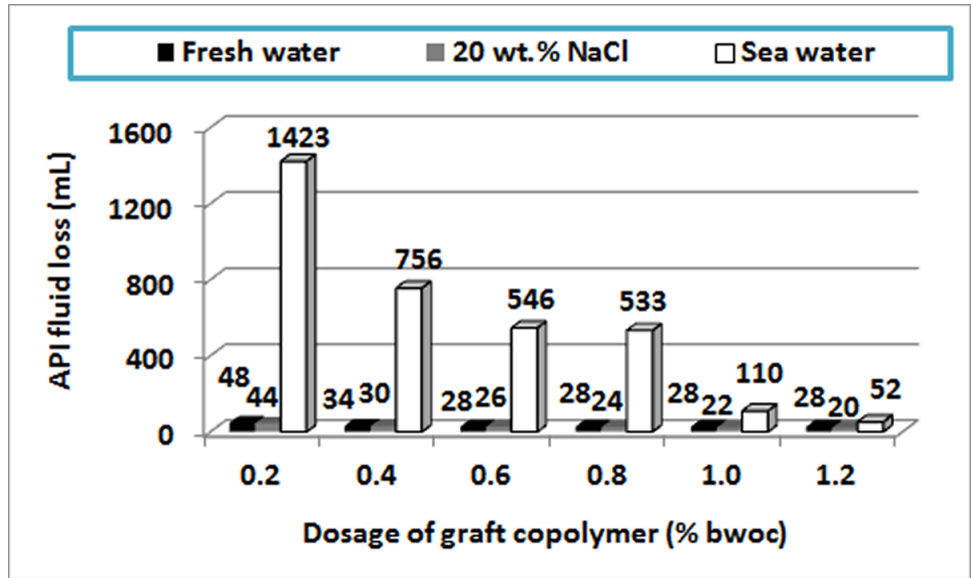 Fresh water 20 wt.% NaCl Sea water
1600
1200
800
400
0
API fluid loss (mL)
48 44 1423
34 30 756
28 26 546
28 24 533
28 22 110
28 20 52
0.2 0.4 0.6 0.8 1.0 1.2
Dosage of graft copolymer (% bwoc)